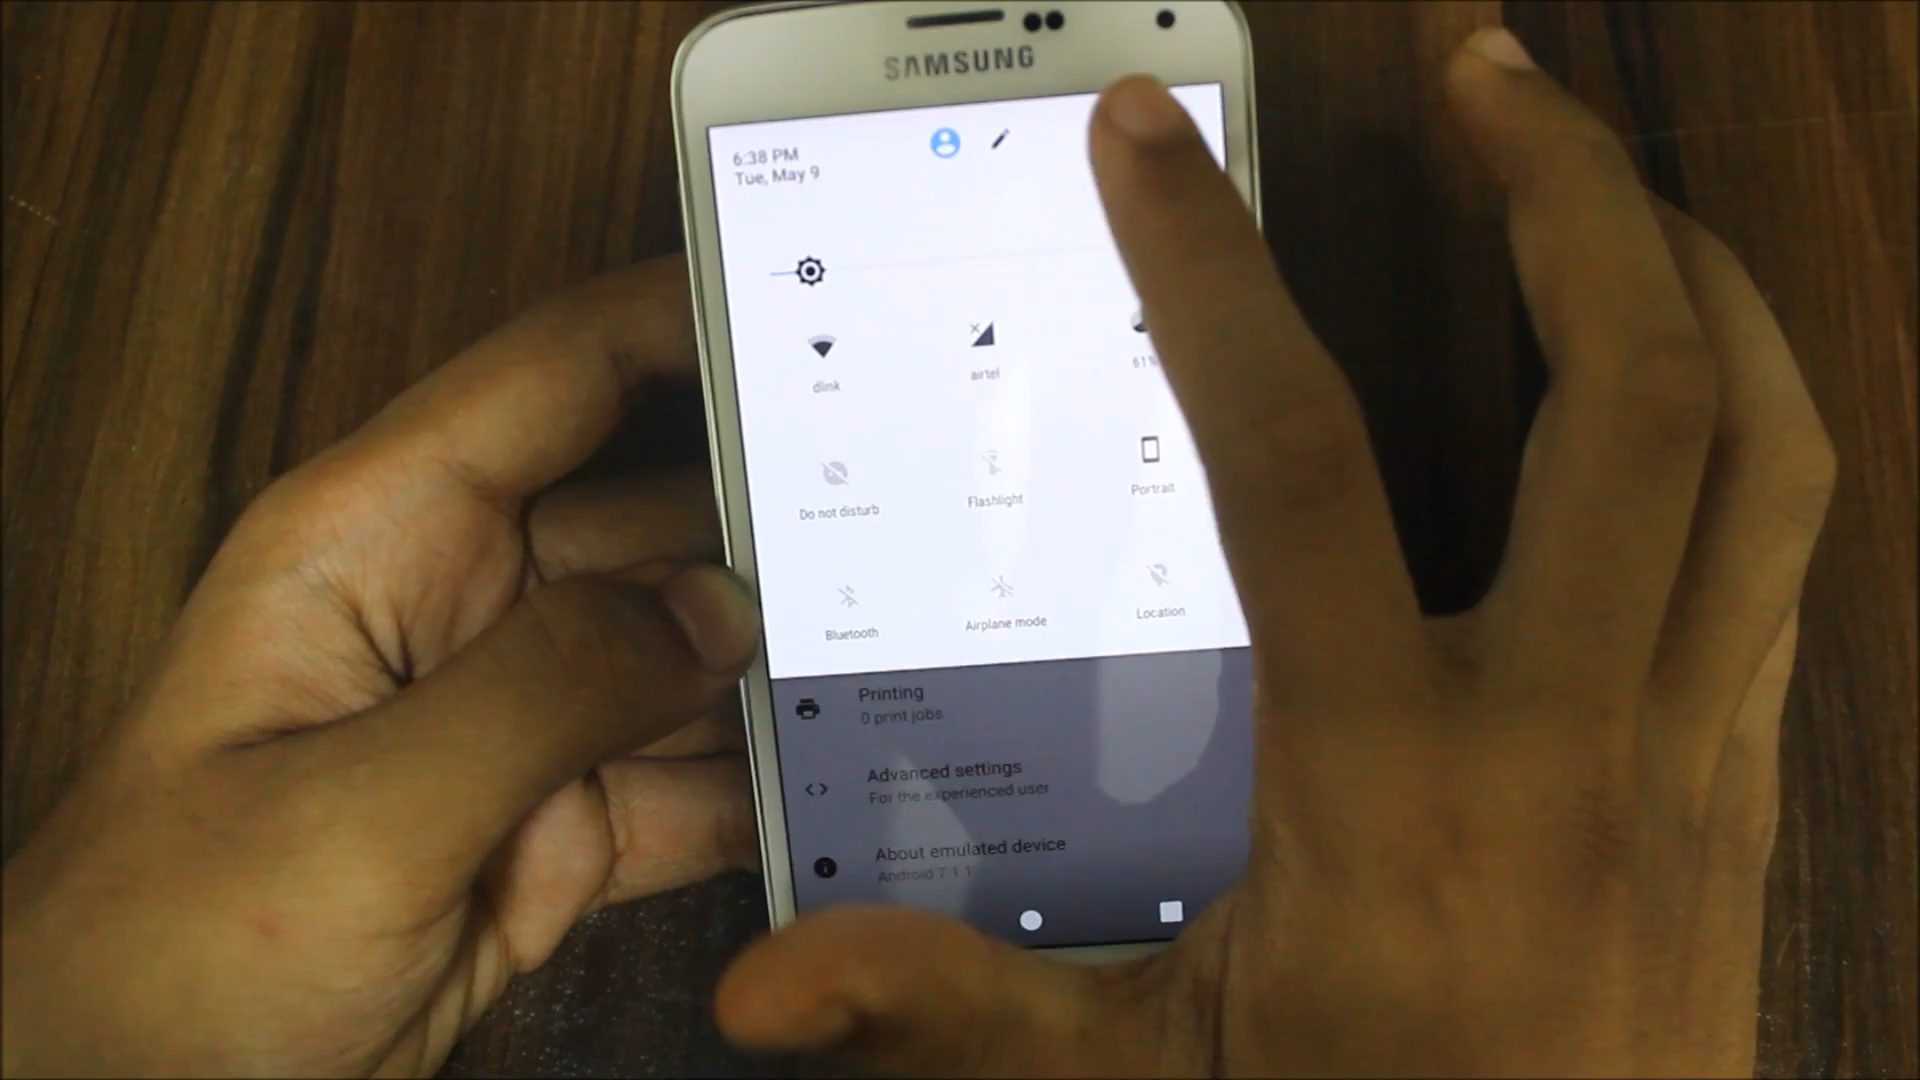 SAMSUNG
6:38 PM
Tue, May 9
dlink
airtel
61%
Do not disturb
Flashlight
Portrait
Bluetooth
Airplane mode
Location
Printing
0 print jobs
Advanced settings
For the experienced user
About emulated device
Android 7.1.1